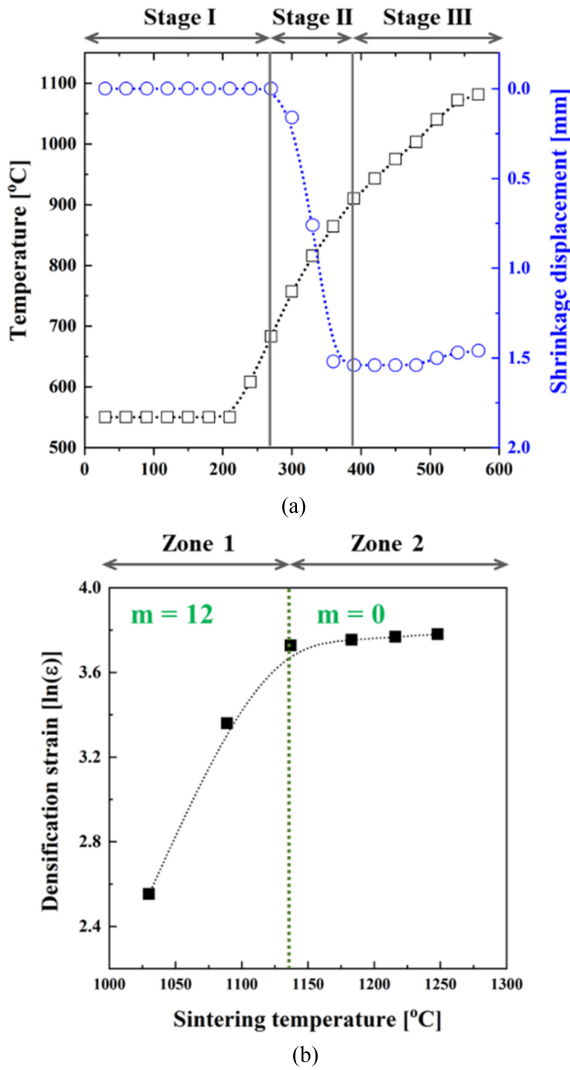 Stage I Stage II Stage III
1100
1000
900
800
700
600
500
0.0
0.5
1.0
1.5
2.0
Temperature [°C]
Shrinkage displacement [mm]
0 100 200 300 400 500 600
(a)
Zone 1 Zone 2
4.0
3.6
3.2
2.8
2.4
m = 12 m = 0
Densification strain [ln(ε)]
1000 1050 1100 1150 1200 1250 1300
Sintering temperature [°C]
(b)